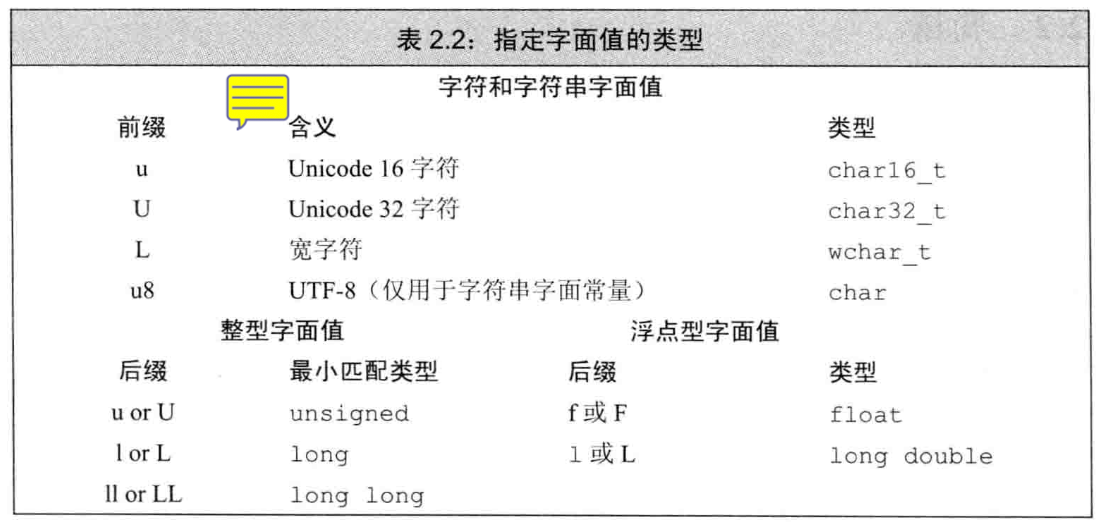 表 2.2：指定字面值的类型
字符和字符串字面值
前缀 含义 类型
u Unicode 16 字符 char16_t
U Unicode 32 字符 char32_t
L 宽字符 wchar_t
u8 UTF-8（仅用于字符串字面常量） char
整型字面值 浮点型字面值
后缀 最小匹配类型 后缀 类型
u or U unsigned f 或 F float
l or L long l 或 L long double
ll or LL long long